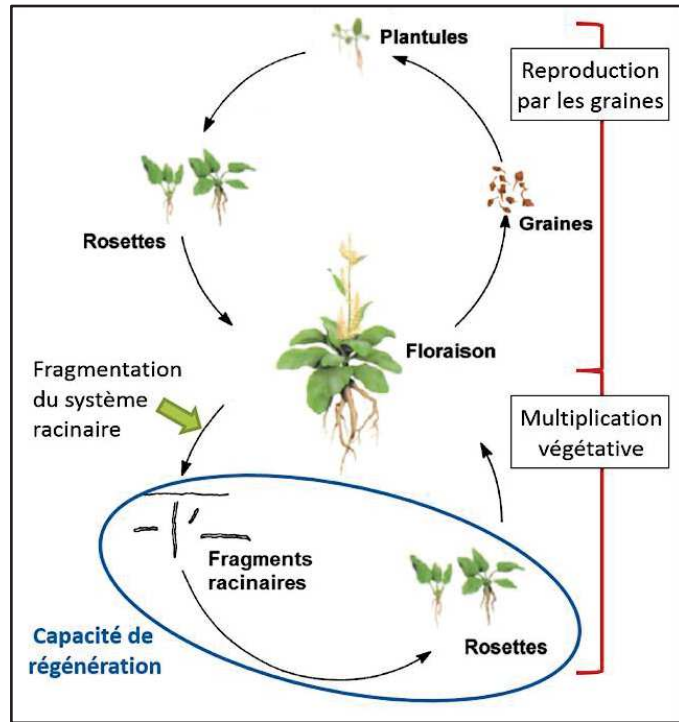 Plantules
Reproduction
par les graines
Graines
Rosettes
Floraison
Fragmentation
du système
racinaire
Multiplication
végétative
Fragments
racinaires
Rosettes
Capacité de
régénération